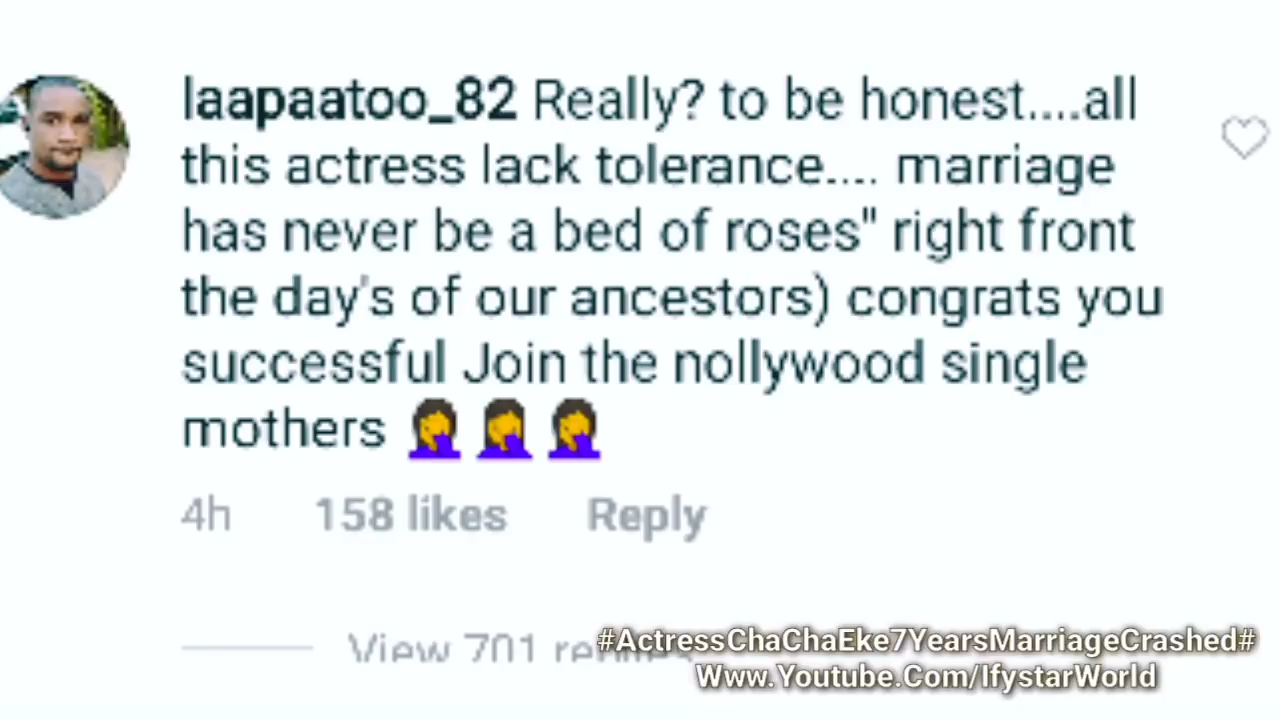 laapaatoo_82 Really? to be honest....all
this actress lack tolerance.... marriage
has never be a bed of roses" right front
the day's of our ancestors) congrats you
successful Join the nollywood single
mothers 🤦‍♀️🤦‍♀️🤦‍♀️
4h 158 likes Reply
View 701 replies
#ActressChaChaEke7YearsMarriageCrashed#
Www.Youtube.Com/IfystarWorld